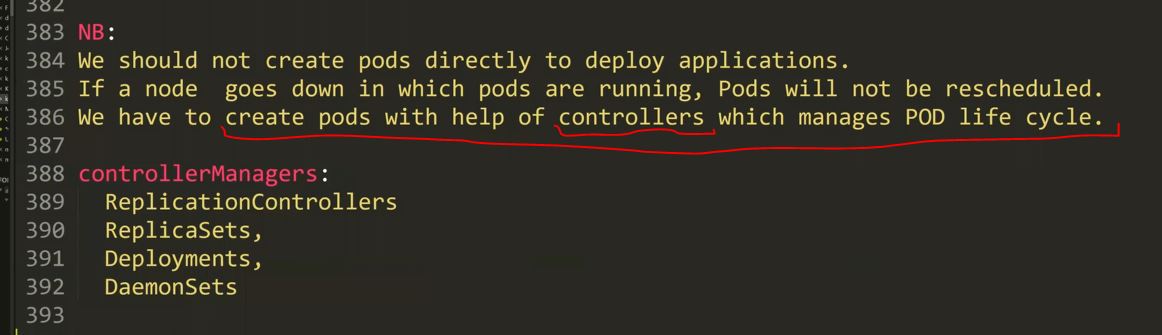 382
383 NB:
384 We should not create pods directly to deploy applications.
385 If a node  goes down in which pods are running, Pods will not be rescheduled.
386 We have to create pods with help of controllers which manages POD life cycle.
387
388 controllerManagers:
389   ReplicationControllers
390   ReplicaSets,
391   Deployments,
392   DaemonSets
393